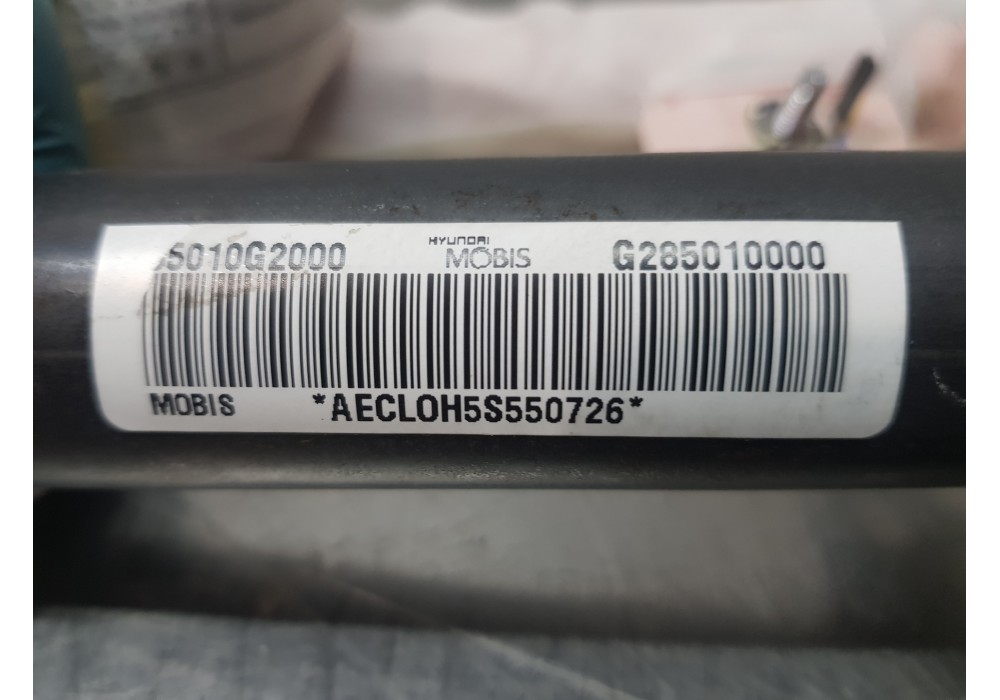 5010G2000
HYUNDAI
MOBIS
G285010000
MOBIS *AECLOH5S550726*